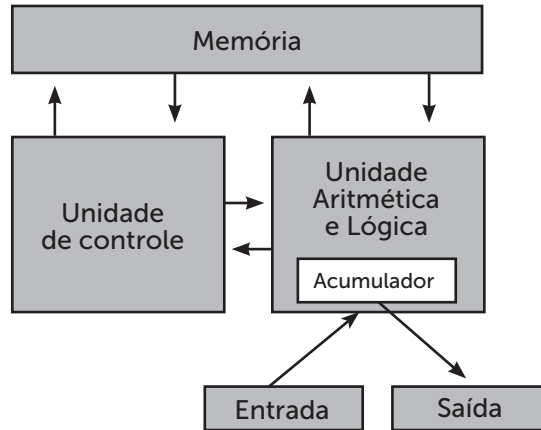 Memória
Unidade
de controle
Unidade
Aritmética
e Lógica
Acumulador
Entrada
Saída